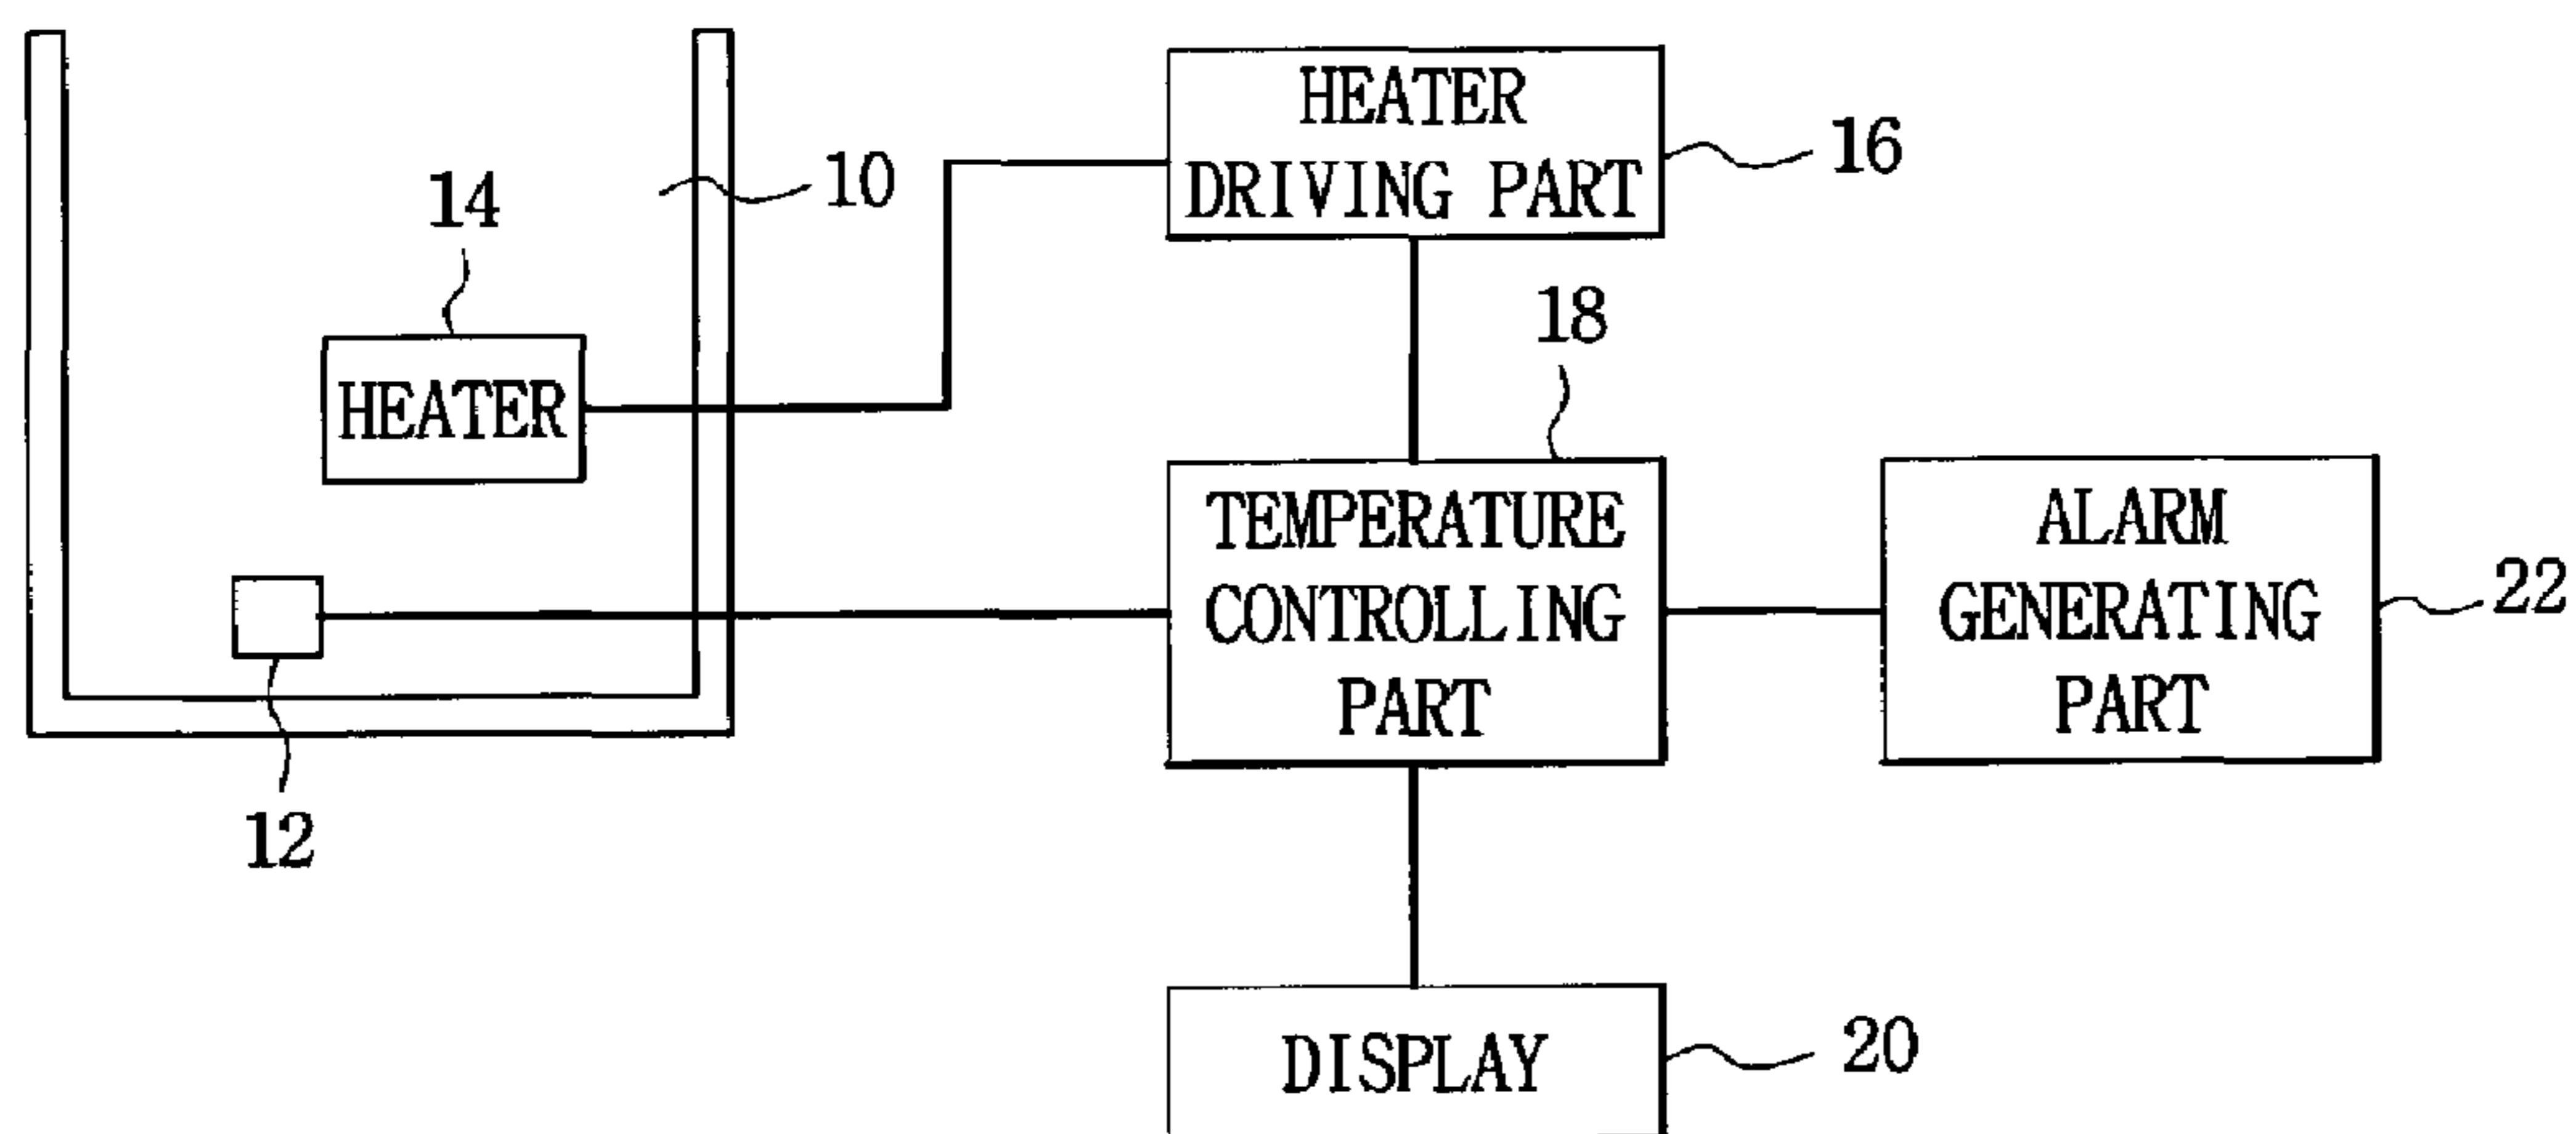 HEATER
DRIVING PART
16
10
14
18
HEATER
TEMPERATURE
CONTROLLING
PART
ALARM
GENERATING
PART
22
12
DISPLAY
20